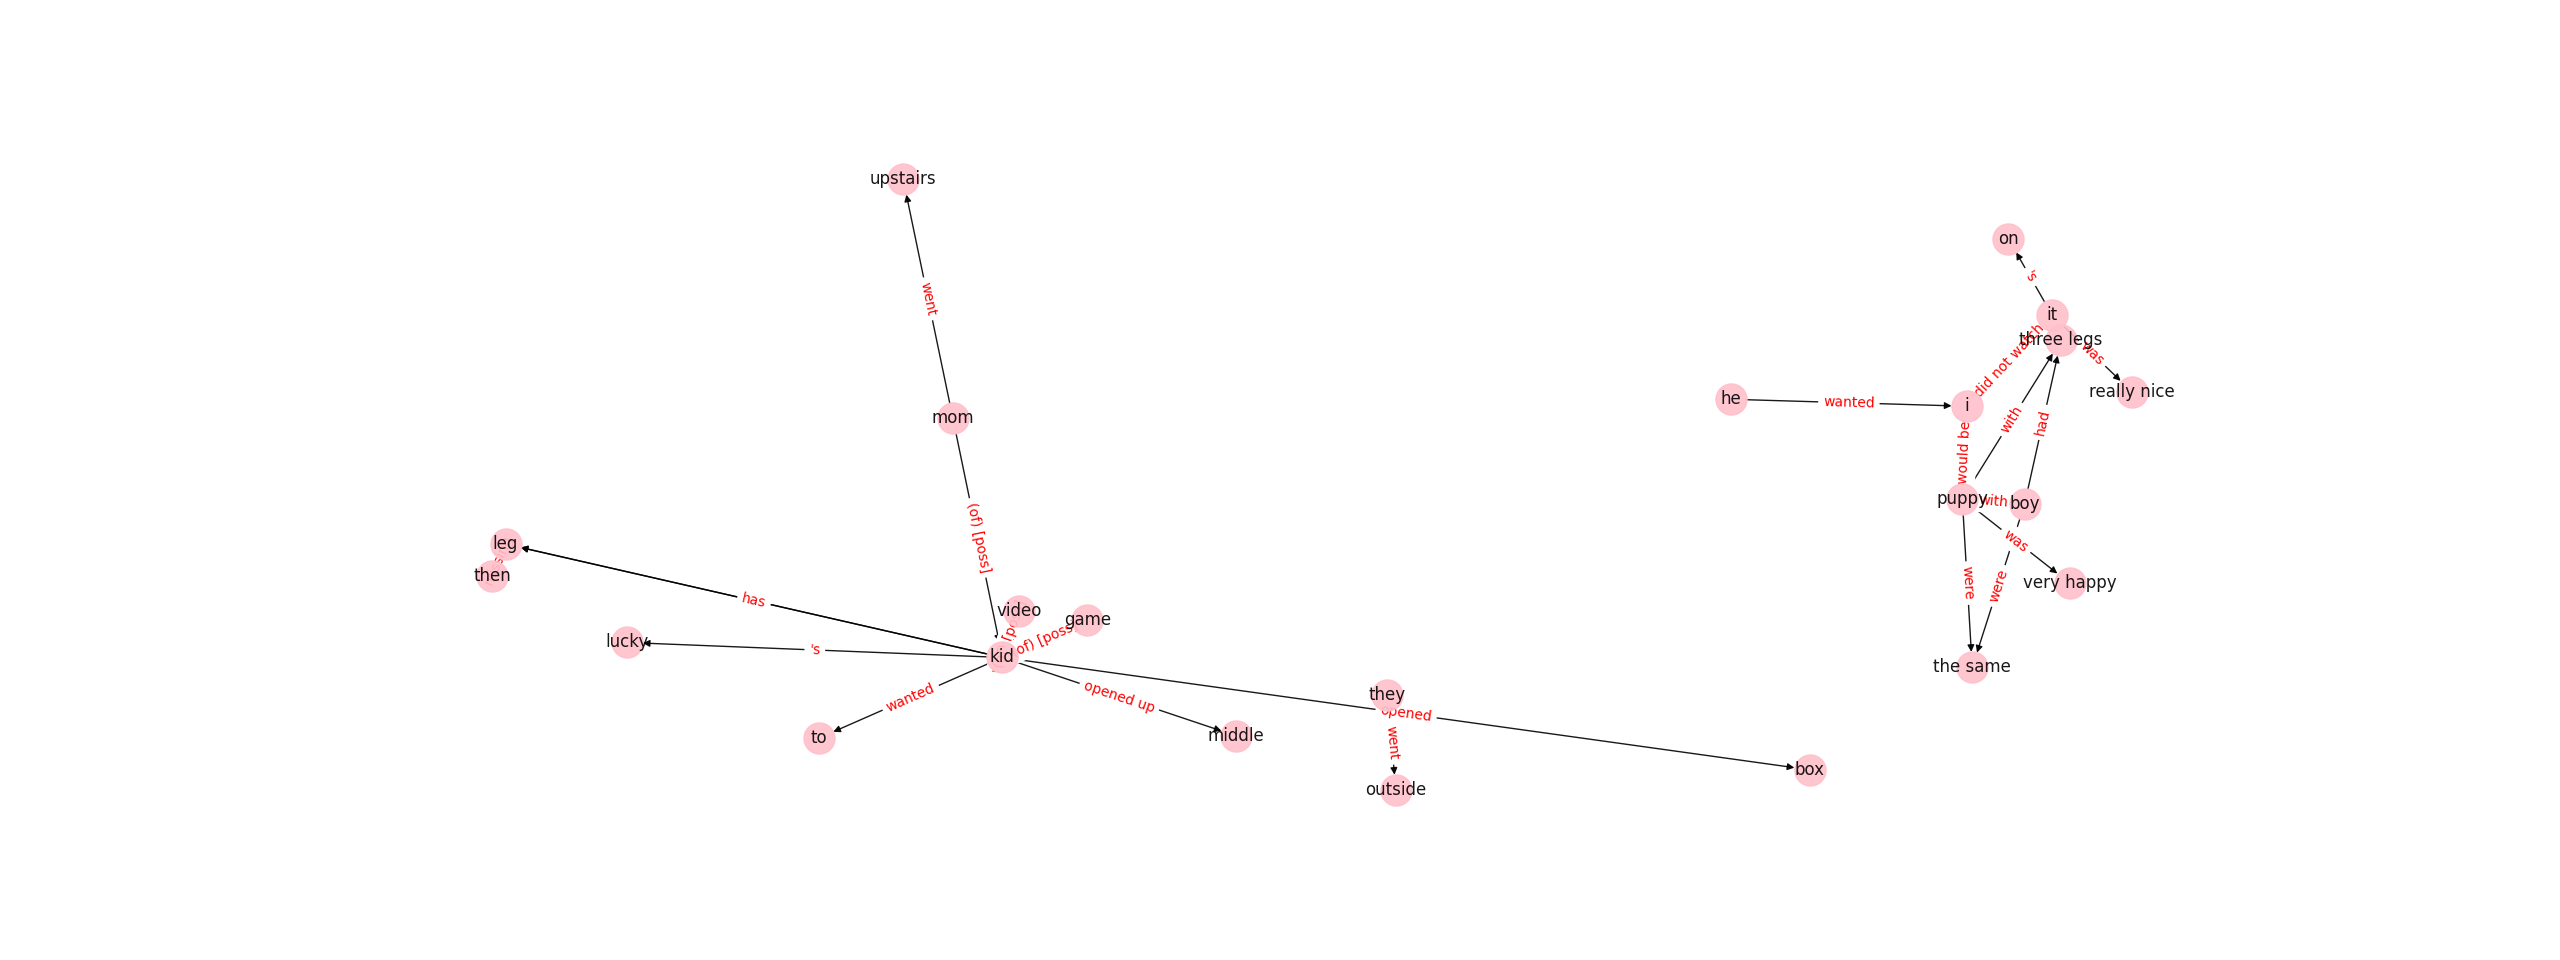 upstairs
went
mom
(of) [poss]
on
's
it
three legs
did not watch
was
really nice
he
wanted
i
with
had
would be
puppy
with
boy
was
very happy
were
were
the same
leg
then
has
video
game
(of) [poss]
kid
lucky
's
wanted
to
opened up
middle
they
opened
went
outside
box